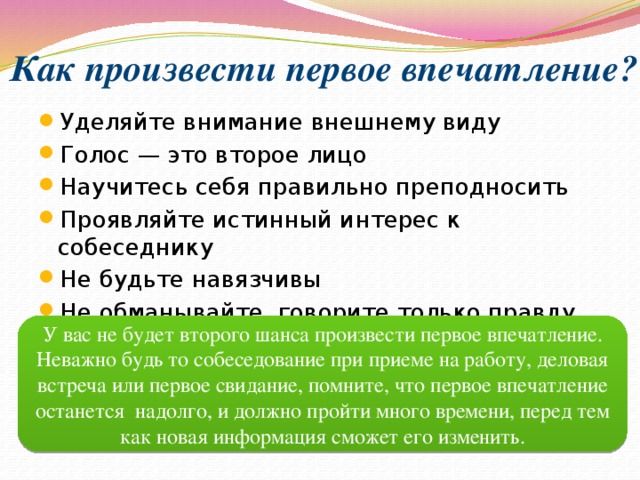 Как произвести первое впечатление?
Уделяйте внимание внешнему виду
Голос — это второе лицо
Научитесь себя правильно преподносить
Проявляйте истинный интерес к
собеседнику
Не будьте навязчивы
Не обманывайте, говорите только правду
У вас не будет второго шанса произвести первое впечатление.
Неважно будь то собеседование при приеме на работу, деловая
встреча или первое свидание, помните, что первое впечатление
останется надолго, и должно пройти много времени, перед тем
как новая информация сможет его изменить.